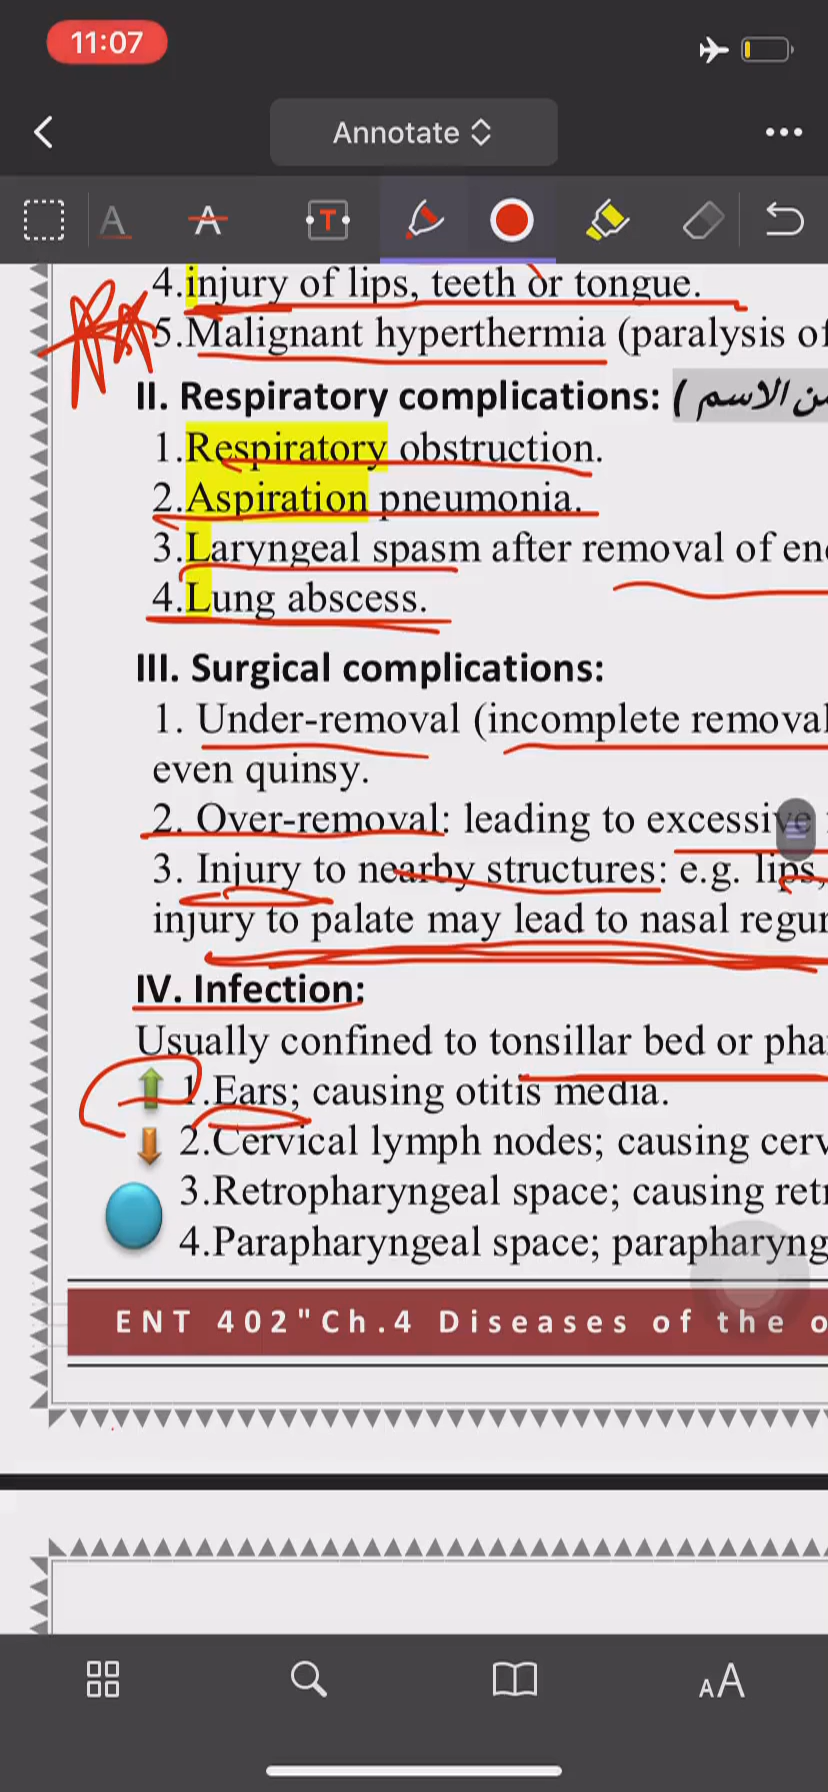 11:07
Annotate
A A T
4.injury of lips, teeth or tongue.
5.Malignant hyperthermia (paralysis of
II. Respiratory complications: ( من الاسم
1.Respiratory obstruction.
2.Aspiration pneumonia.
3.Laryngeal spasm after removal of en
4.Lung abscess.
III. Surgical complications:
1. Under-removal (incomplete removal
even quinsy.
2. Over-removal: leading to excessive
3. Injury to nearby structures: e.g. lips,
injury to palate may lead to nasal regur
IV. Infection:
Usually confined to tonsillar bed or pha
1.Ears; causing otitis media.
2.Cervical lymph nodes; causing cerv
3.Retropharyngeal space; causing retr
4.Parapharyngeal space; parapharyng
ENT 402"Ch.4 Diseases of the o
AA